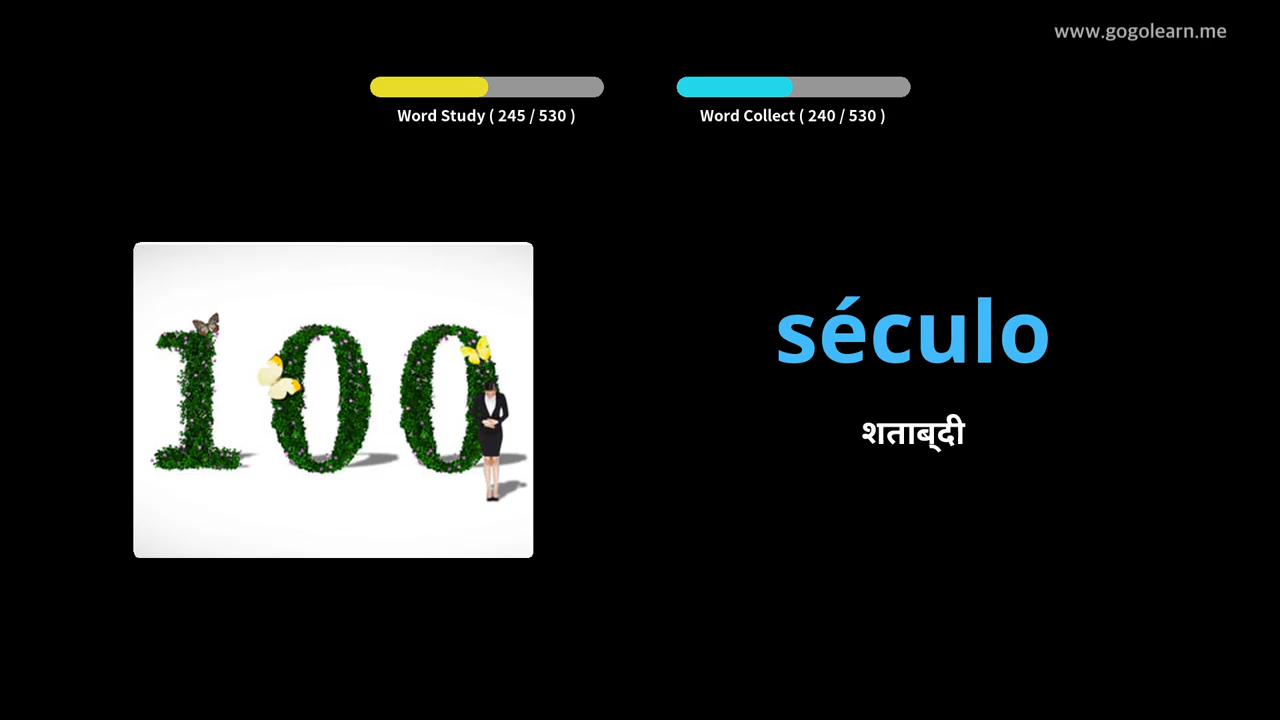 www.gogolearn.me
Word Study ( 245 / 530 )
Word Collect ( 240 / 530 )
100
século
शताब्दी